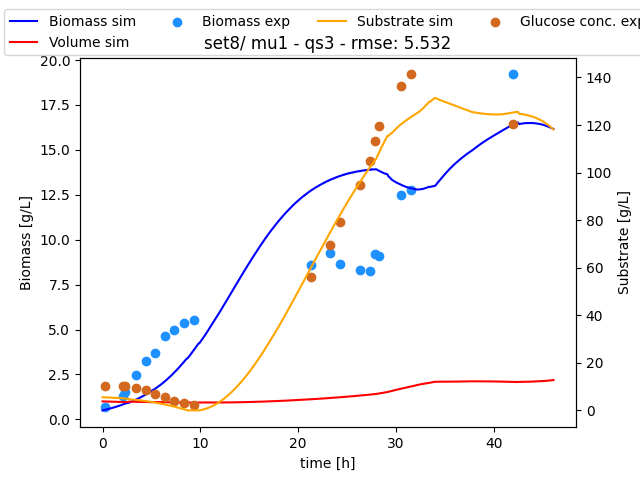 Biomass sim Biomass exp Substrate sim Glucose conc. exp
Volume sim
set8/ mu1 - qs3 - rmse: 5.532
20.0
17.5
15.0
12.5
10.0
7.5
5.0
2.5
0.0
Biomass [g/L]
140
120
100
80
60
40
20
0
Substrate [g/L]
0 10 20 30 40
time [h]